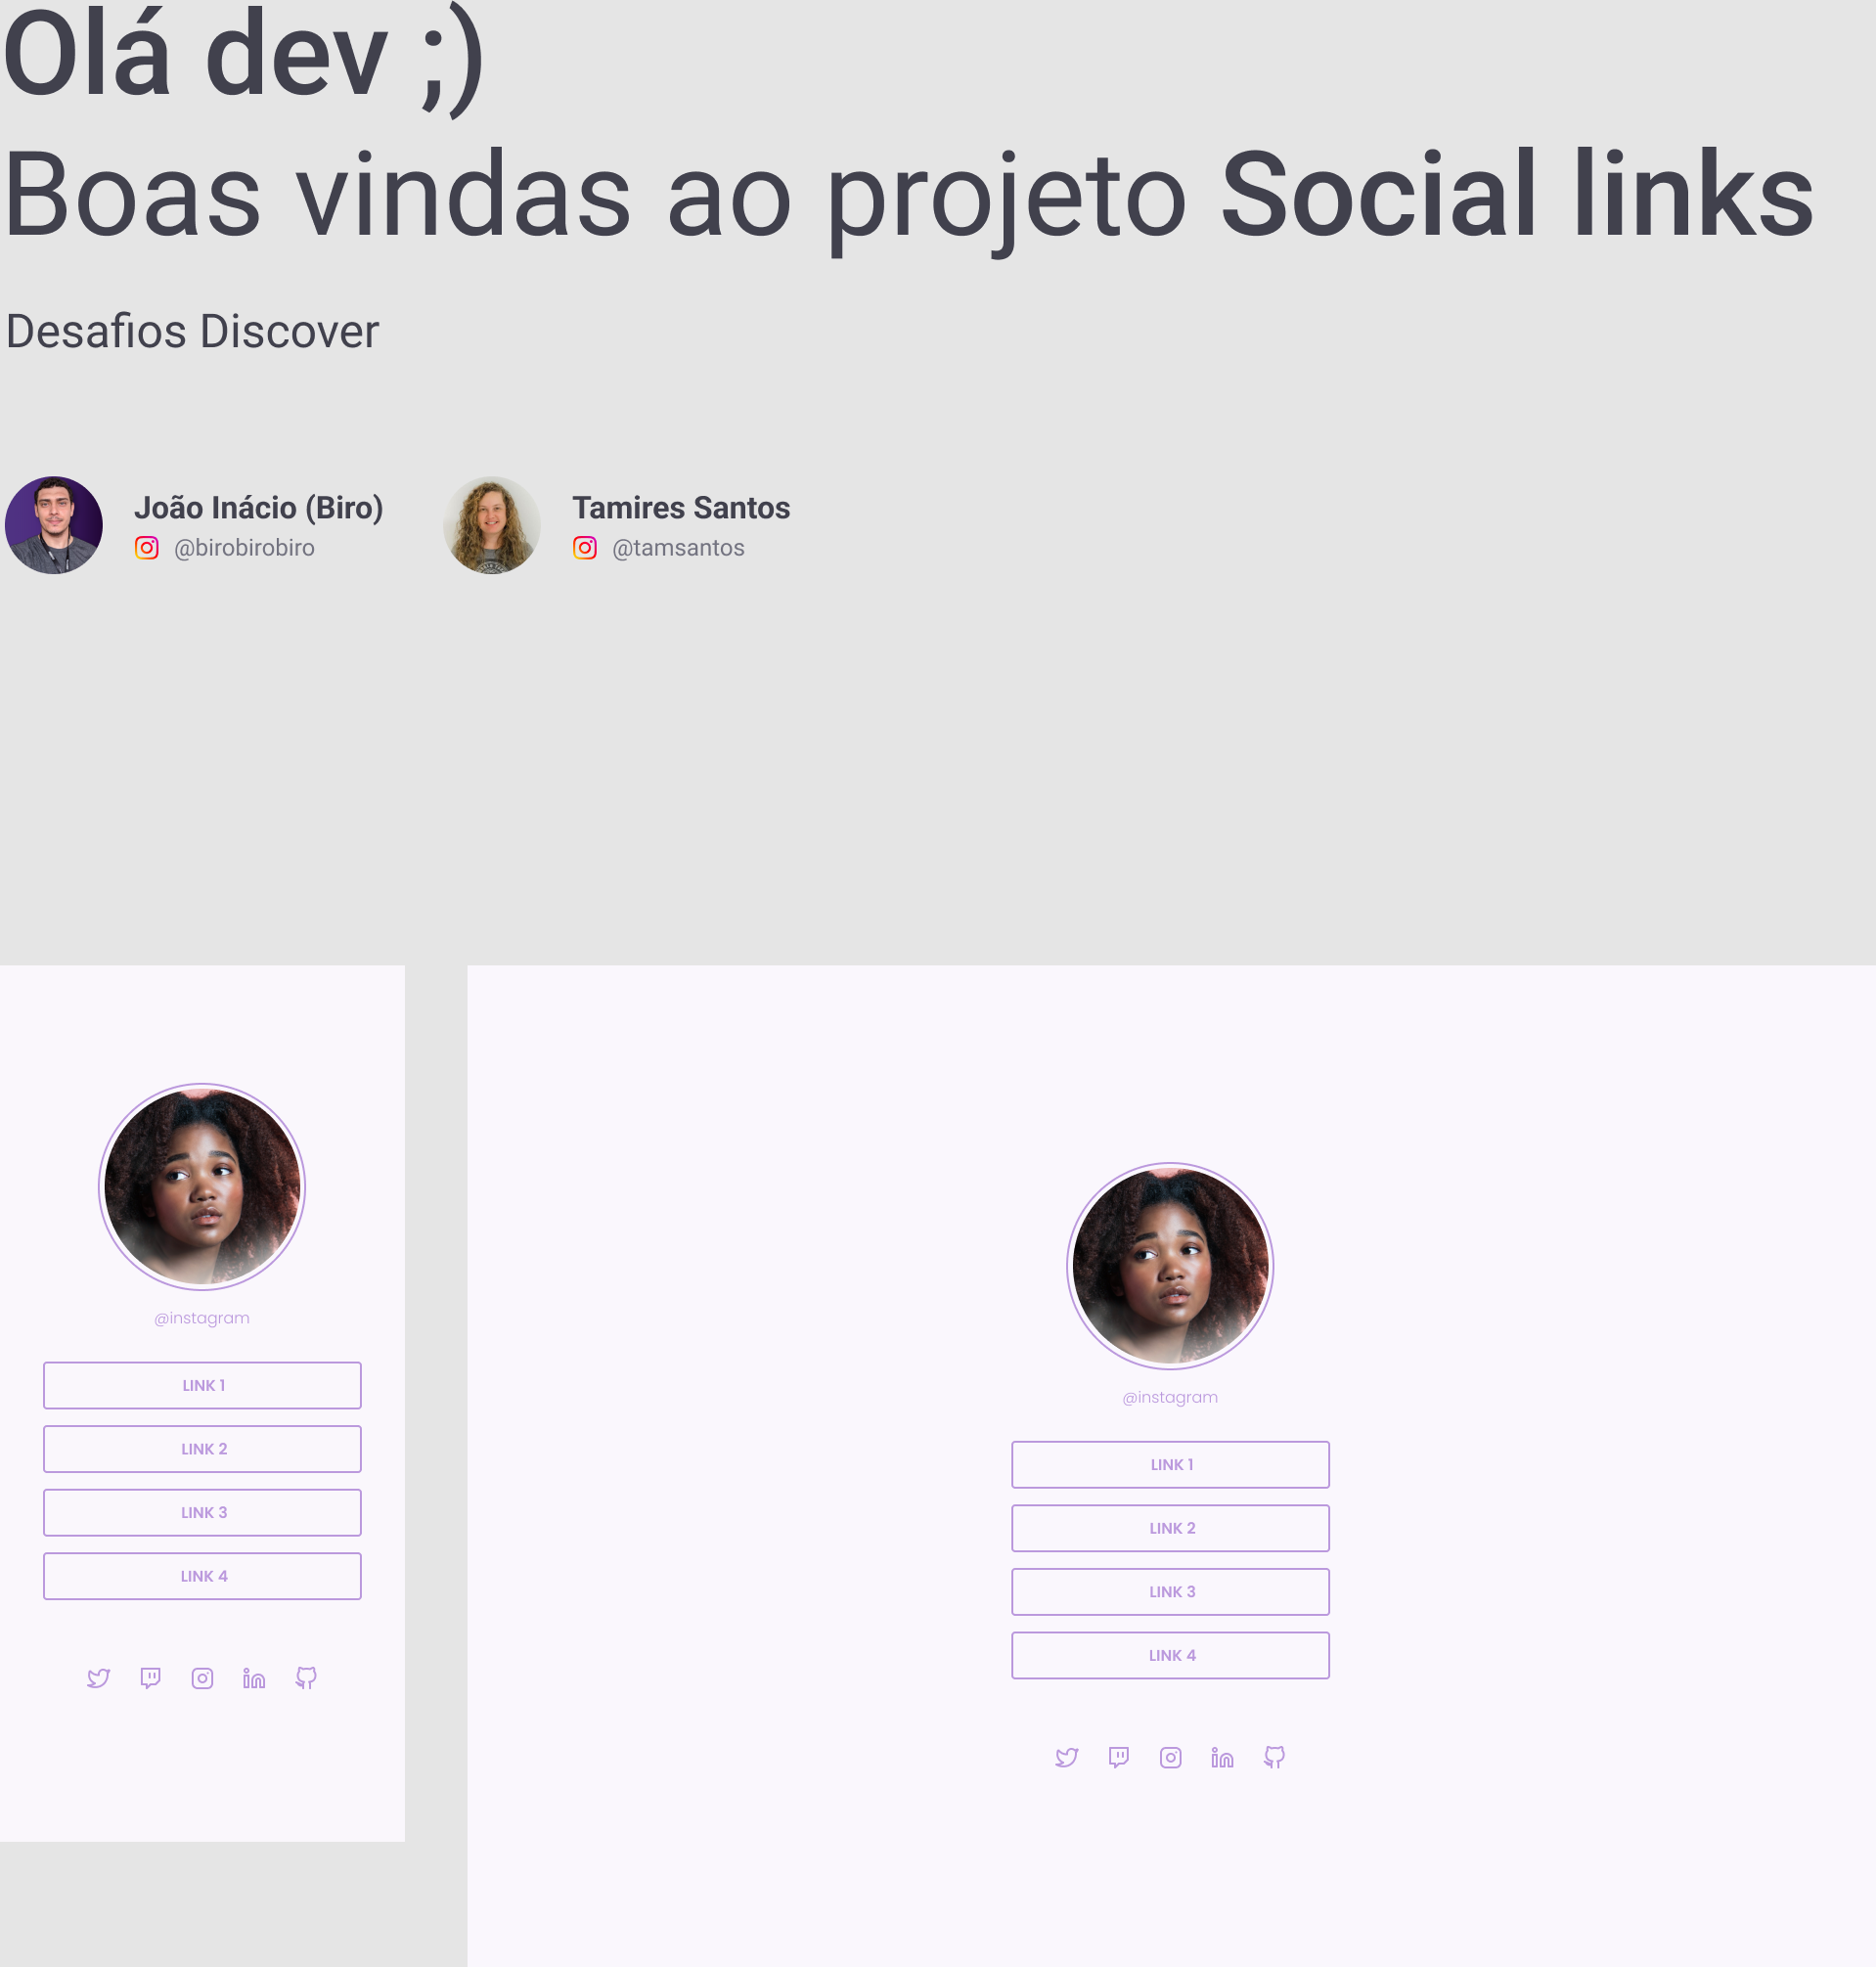 Olá dev ;)
Boas vindas ao projeto Social links
Desafios Discover
João Inácio (Biro)
@birobirobiro
Tamires Santos
@tamsantos
@instagram
LINK 1
LINK 2
LINK 3
LINK 4
@instagram
LINK 1
LINK 2
LINK 3
LINK 4